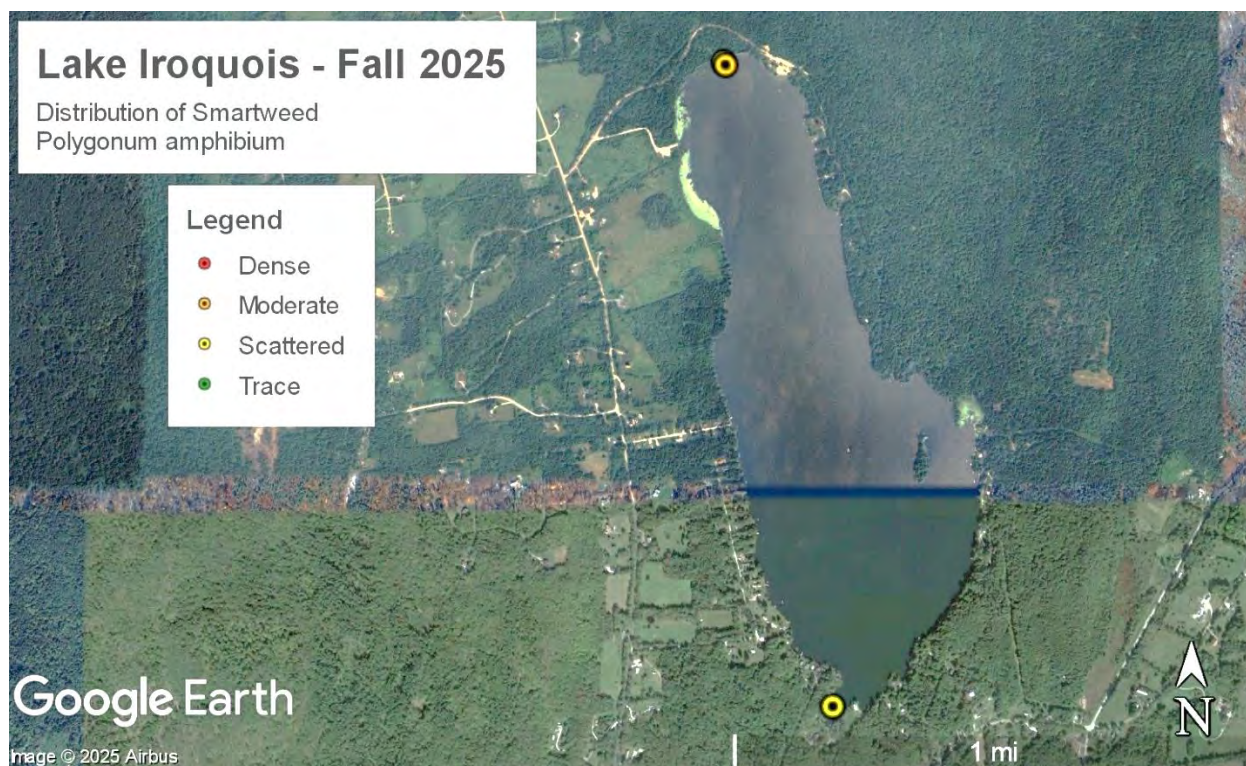 Lake Iroquois - Fall 2025
Distribution of Smartweed
Polygonum amphibium
Legend
Dense
Moderate
Scattered
Trace
Google Earth
Image © 2025 Airbus
1 mi
N